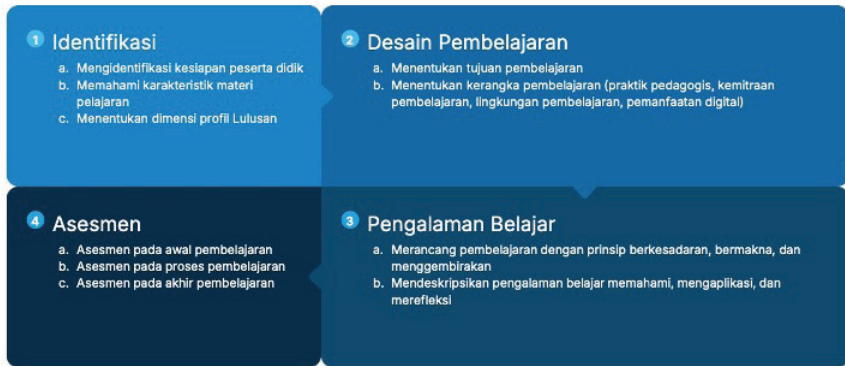 1 Identifikasi
a. Mengidentifikasi kesiapan peserta didik
b. Memahami karakteristik materi
pelajaran
c. Menentukan dimensi profil Lulusan
2 Desain Pembelajaran
a. Menentukan tujuan pembelajaran
b. Menentukan kerangka pembelajaran (praktik pedagogis, kemitraan
pembelajaran, lingkungan pembelajaran, pemanfaatan digital)
4 Asesmen
a. Asesmen pada awal pembelajaran
b. Asesmen pada proses pembelajaran
c. Asesmen pada akhir pembelajaran
3 Pengalaman Belajar
a. Merancang pembelajaran dengan prinsip berkesadaran, bermakna, dan
menggembirakan
b. Mendeskripsikan pengalaman belajar memahami, mengaplikasi, dan
merefleksi